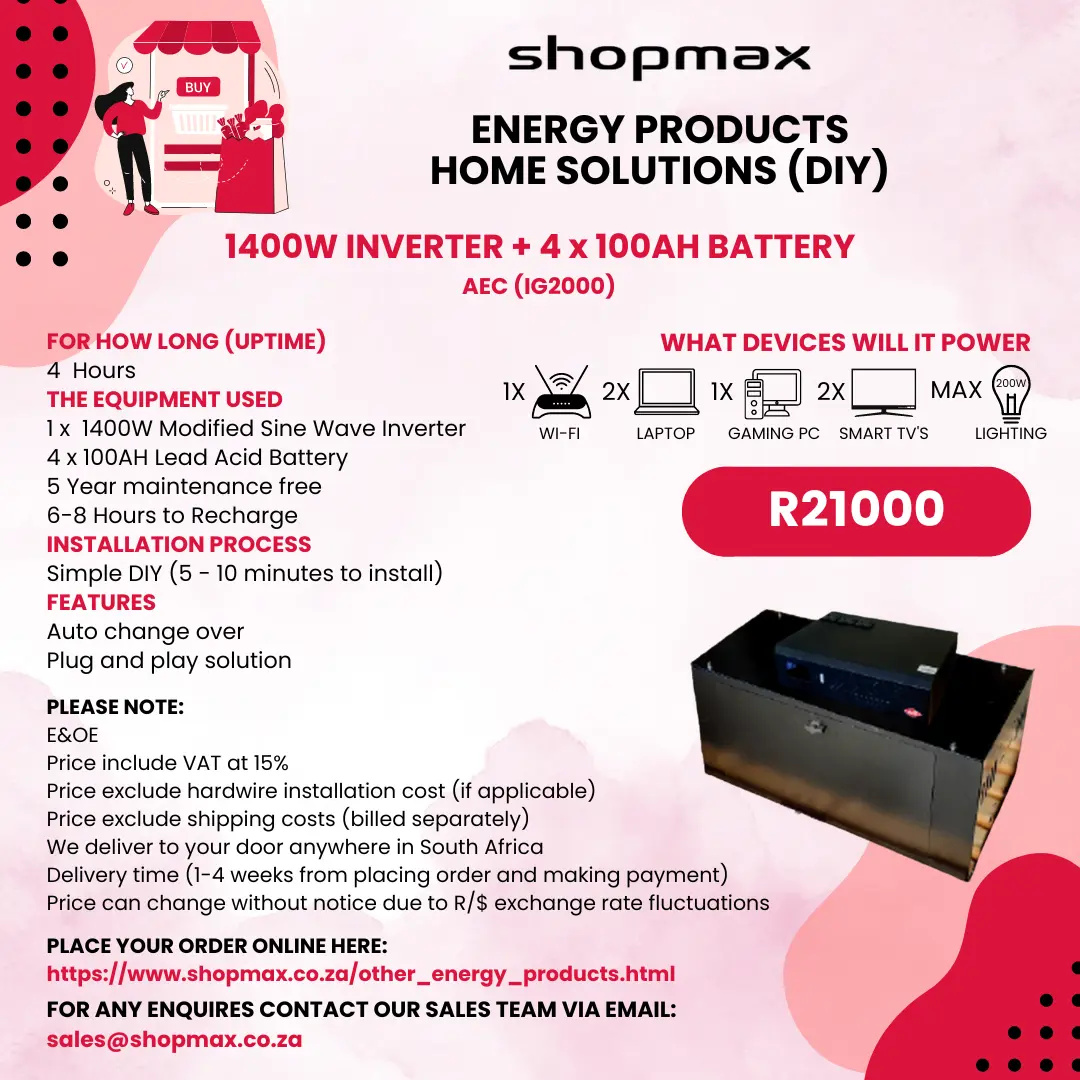 BUY
shopmax
ENERGY PRODUCTS
HOME SOLUTIONS (DIY)
1400W INVERTER + 4 x 100AH BATTERY
AEC (IG2000)
FOR HOW LONG (UPTIME)
4 Hours
THE EQUIPMENT USED
1 x 1400W Modified Sine Wave Inverter
4 x 100AH Lead Acid Battery
5 Year maintenance free
6-8 Hours to Recharge
INSTALLATION PROCESS
Simple DIY (5 - 10 minutes to install)
FEATURES
Auto change over
Plug and play solution
WHAT DEVICES WILL IT POWER
1X 2X 1X 2X MAX 200W
WI-FI LAPTOP GAMING PC SMART TV'S LIGHTING
R21000
PLEASE NOTE:
E&OE
Price include VAT at 15%
Price exclude hardwire installation cost (if applicable)
Price exclude shipping costs (billed separately)
We deliver to your door anywhere in South Africa
Delivery time (1-4 weeks from placing order and making payment)
Price can change without notice due to R/$ exchange rate fluctuations
PLACE YOUR ORDER ONLINE HERE:
https://www.shopmax.co.za/other_energy_products.html
FOR ANY ENQUIRES CONTACT OUR SALES TEAM VIA EMAIL:
sales@shopmax.co.za